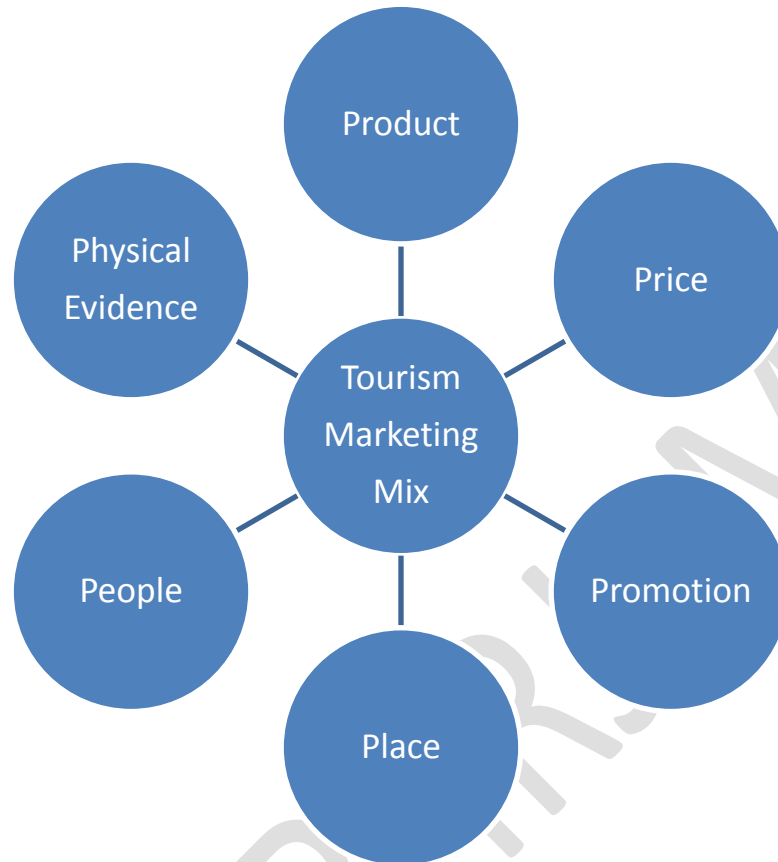 Product
Physical
Evidence
Price
Tourism
Marketing
Mix
People
Promotion
Place